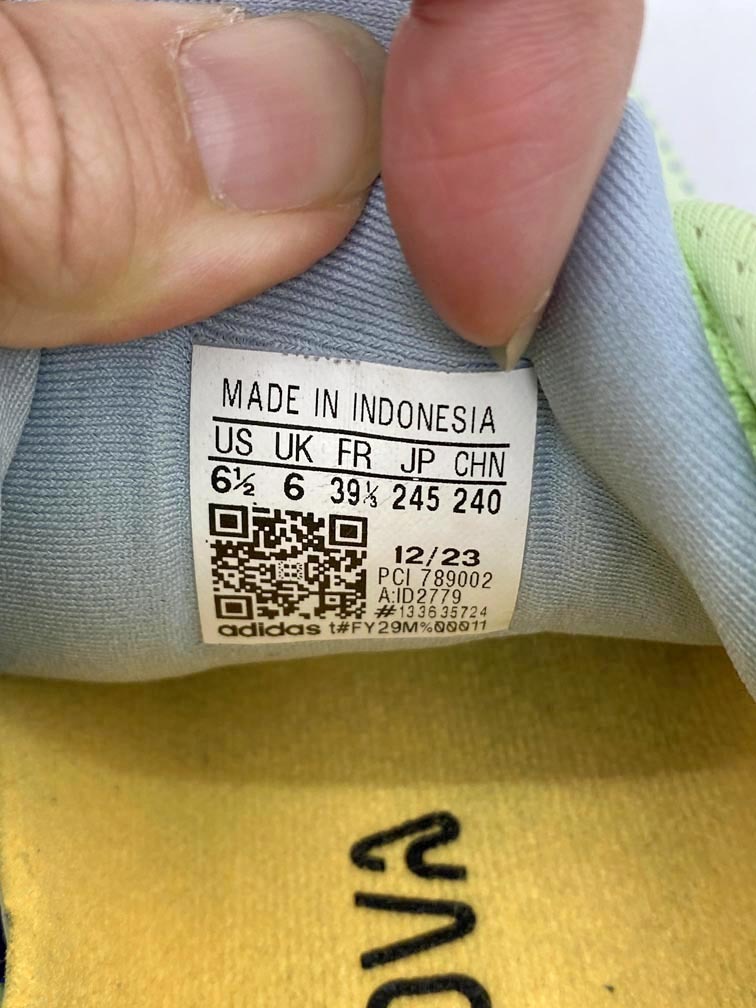 MADE IN INDONESIA
US UK FR JP CHN
6½ 6 39⅓ 245 240
12/23
PCI 789002
A:ID2779
#133635724
adidas t#FY29M%00011